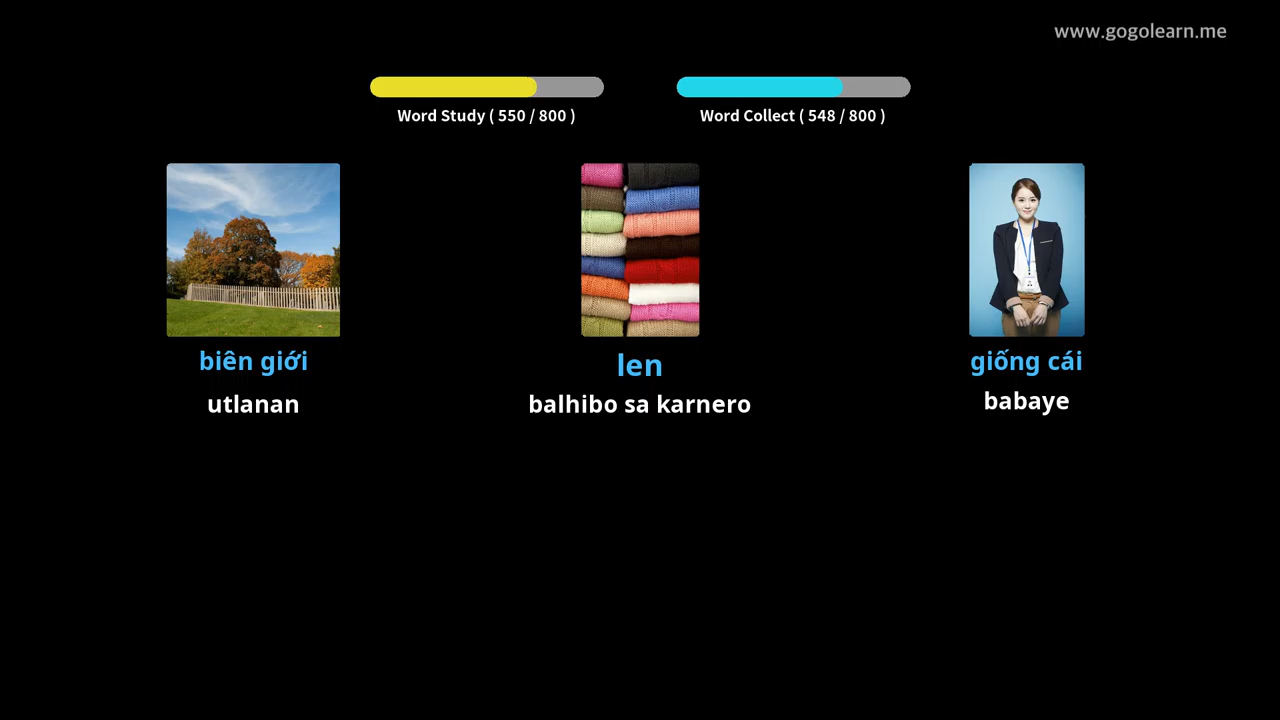 www.gogolearn.me
Word Study ( 550 / 800 )
Word Collect ( 548 / 800 )
biên giới
utlanan
len
balhibo sa karnero
giống cái
babaye